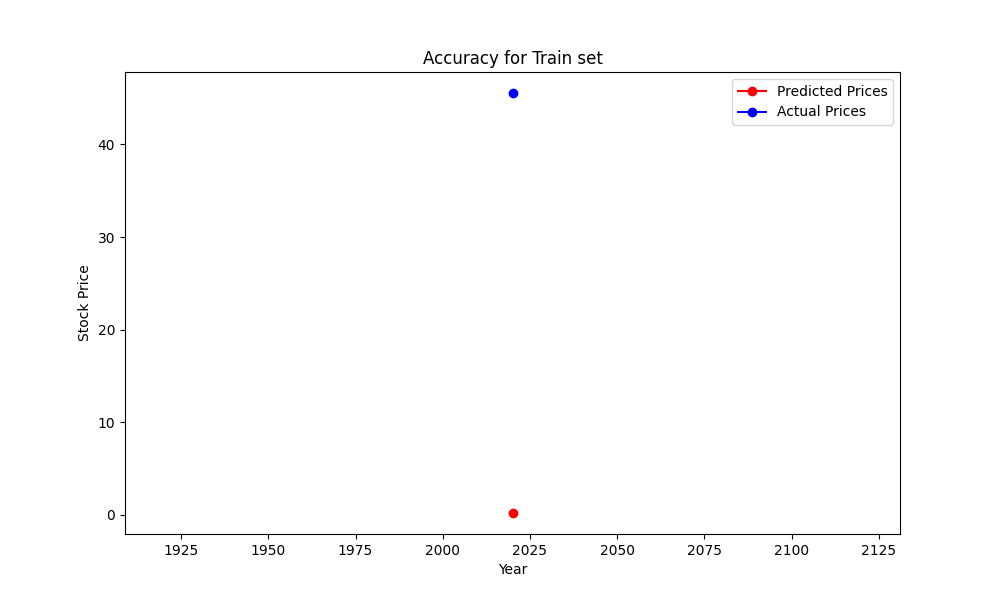 Accuracy for Train set
Predicted Prices
Actual Prices
40
30
20
10
0
Stock Price
1925 1950 1975 2000 2025 2050 2075 2100 2125
Year